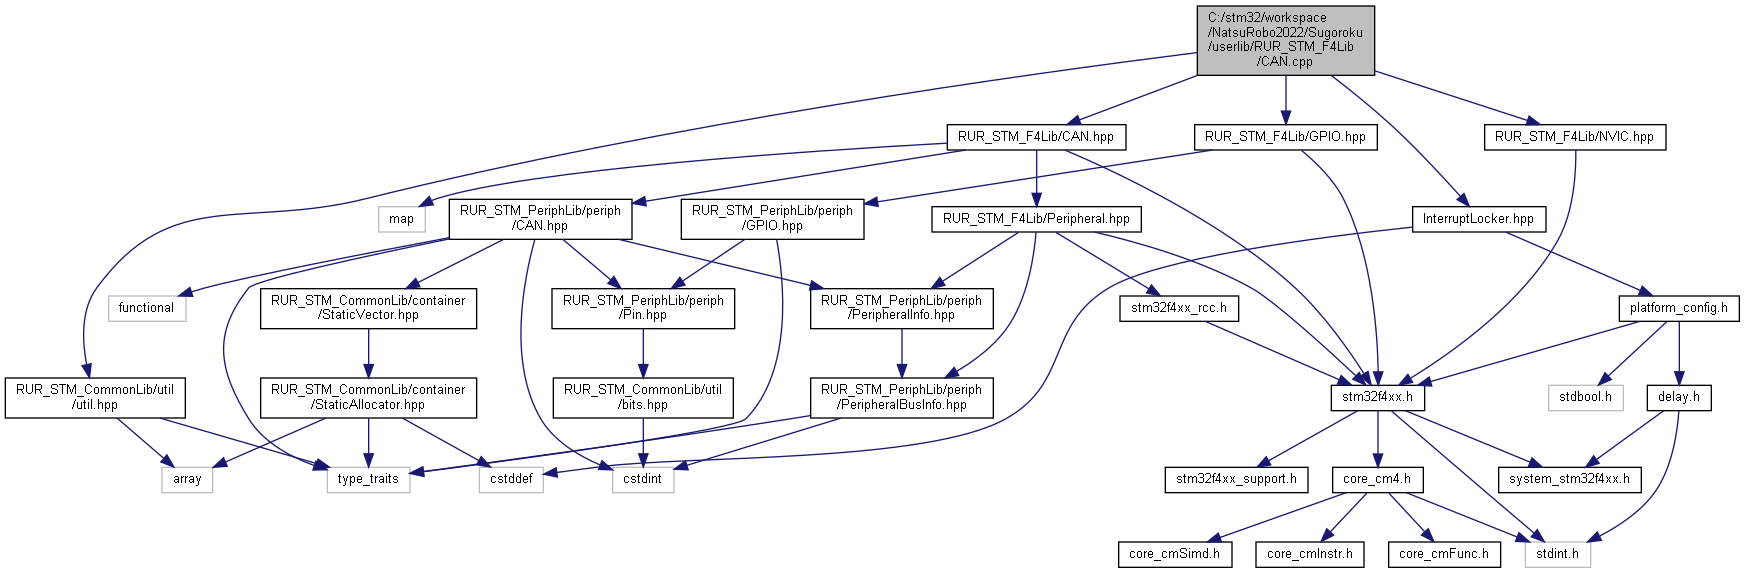 C:/stm32/workspace
/NatsuRobo2022/Sugoroku
/userlib/RUR_STM_F4Lib
/CAN.cpp
RUR_STM_F4Lib/CAN.hpp
RUR_STM_F4Lib/GPIO.hpp
RUR_STM_F4Lib/NVIC.hpp
map
RUR_STM_PeriphLib/periph
/CAN.hpp
RUR_STM_PeriphLib/periph
/GPIO.hpp
RUR_STM_F4Lib/Peripheral.hpp
InterruptLocker.hpp
functional
RUR_STM_CommonLib/container
/StaticVector.hpp
RUR_STM_PeriphLib/periph
/Pin.hpp
RUR_STM_PeriphLib/periph
/PeripheralInfo.hpp
stm32f4xx_rcc.h
platform_config.h
RUR_STM_CommonLib/util
/util.hpp
RUR_STM_CommonLib/container
/StaticAllocator.hpp
RUR_STM_CommonLib/util
/bits.hpp
RUR_STM_PeriphLib/periph
/PeripheralBusInfo.hpp
stm32f4xx.h
stdbool.h
delay.h
array
type_traits
cstddef
cstdint
stm32f4xx_support.h
core_cm4.h
system_stm32f4xx.h
core_cmSimd.h
core_cmInstr.h
core_cmFunc.h
stdint.h